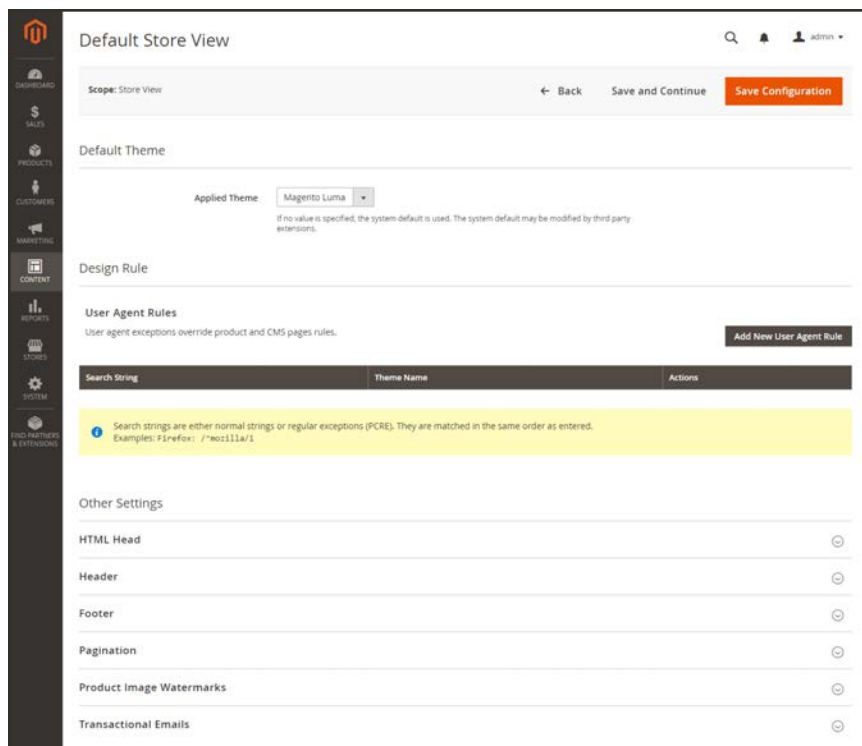 Default Store View
admin
DASHBOARD
SALES
PRODUCTS
CUSTOMERS
MARKETING
CONTENT
REPORTS
STORES
SYSTEM
FIND PARTNERS
& EXTENSIONS
Scope: Store View
Back
Save and Continue
Save Configuration
Default Theme
Applied Theme
Magento Luma
If no value is specified, the system default is used. The system default may be modified by third party
extensions.
Design Rule
User Agent Rules
User agent exceptions override product and CMS pages rules.
Add New User Agent Rule
Search String
Theme Name
Actions
Search strings are either normal strings or regular exceptions (PCRE). They are matched in the same order as entered.
Examples: Firefox: /^mozilla/i
Other Settings
HTML Head
Header
Footer
Pagination
Product Image Watermarks
Transactional Emails